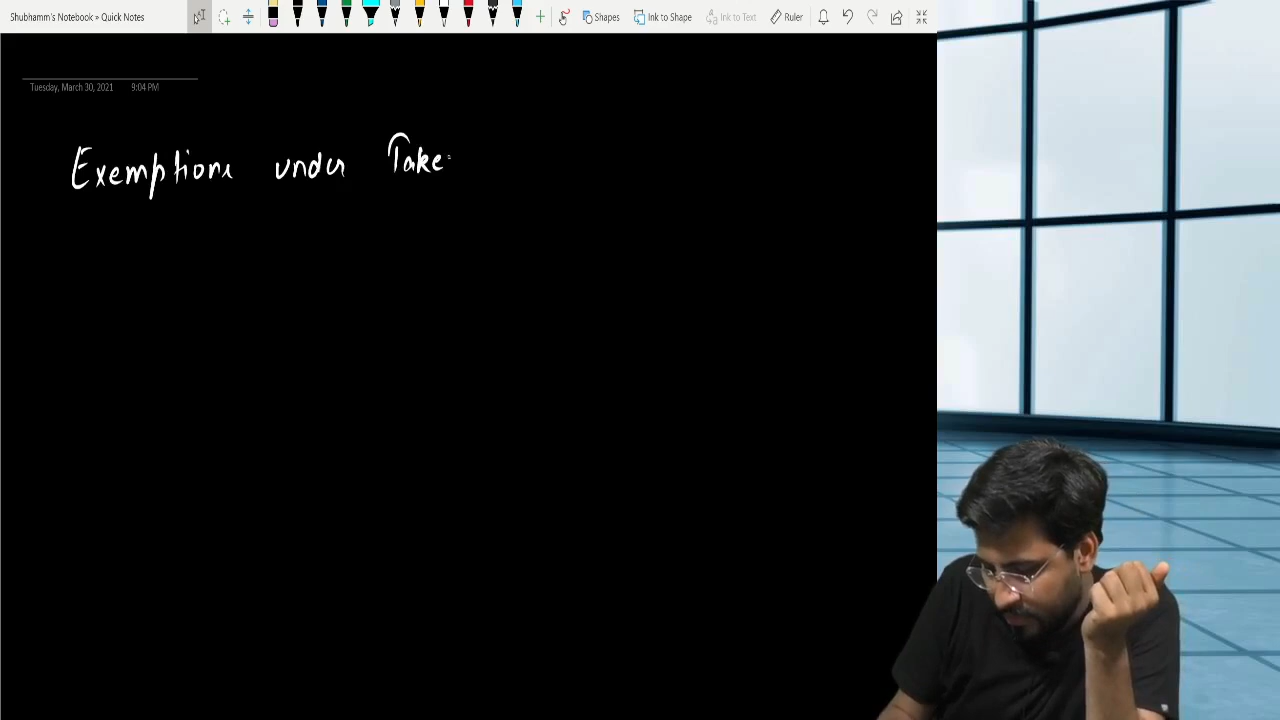 Shubhamm's Notebook » Quick Notes
Shapes Ink to Shape Ink to Text Ruler
Tuesday, March 30, 2021 9:04 PM
Exemptions under Take